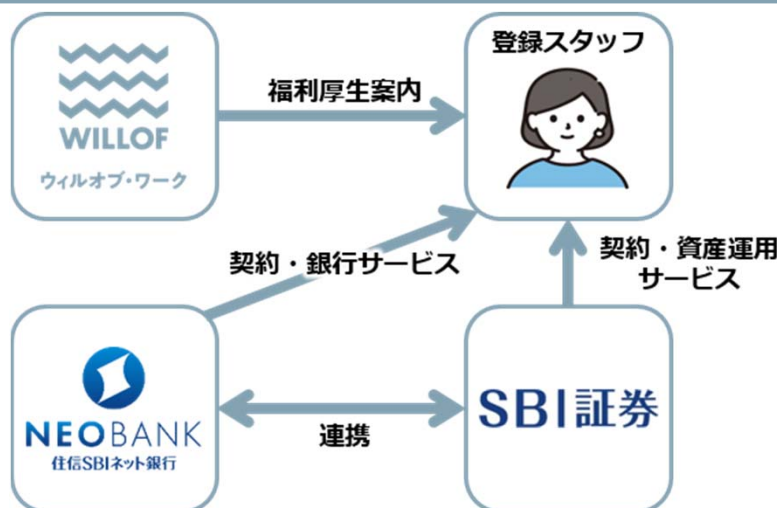 WILLOF
ウィルオブ・ワーク
福利厚生案内
登録スタッフ
契約・銀行サービス
契約・資産運用
サービス
NEOBANK
住信SBIネット銀行
連携
SBI証券